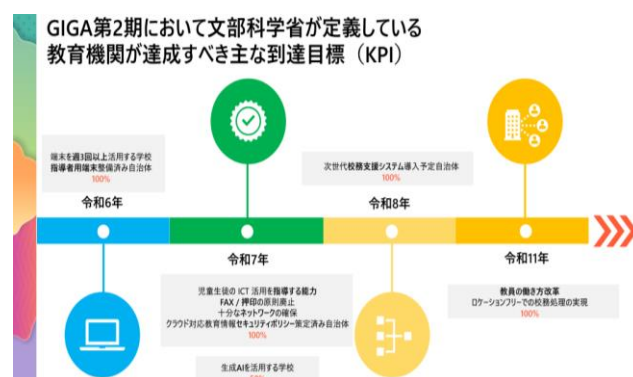 GIGA第2期において文部科学省が定義している
教育機関が達成すべき主な到達目標（KPI）
端末を週3回以上活用する学校
指導者用端末整備済み自治体
100%
令和6年
次世代校務支援システム導入予定自治体
100%
令和8年
令和7年
児童生徒の ICT 活用を指導する能力
FAX / 押印の原則廃止
十分なネットワークの確保
クラウド対応教育情報セキュリティポリシー策定済み自治体
100%
生成AIを活用する学校
令和11年
教員の働き方改革
ロケーションフリーでの校務処理の実現
100%